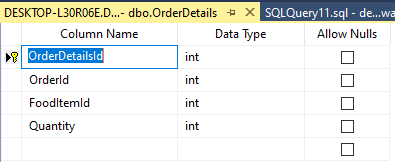 DESKTOP-L30R06E.D...- dbo.OrderDetails SQLQuery11.sql - de...wa
Column Name Data Type Allow Nulls
OrderDetailsId int
OrderId int
FoodItemId int
Quantity int